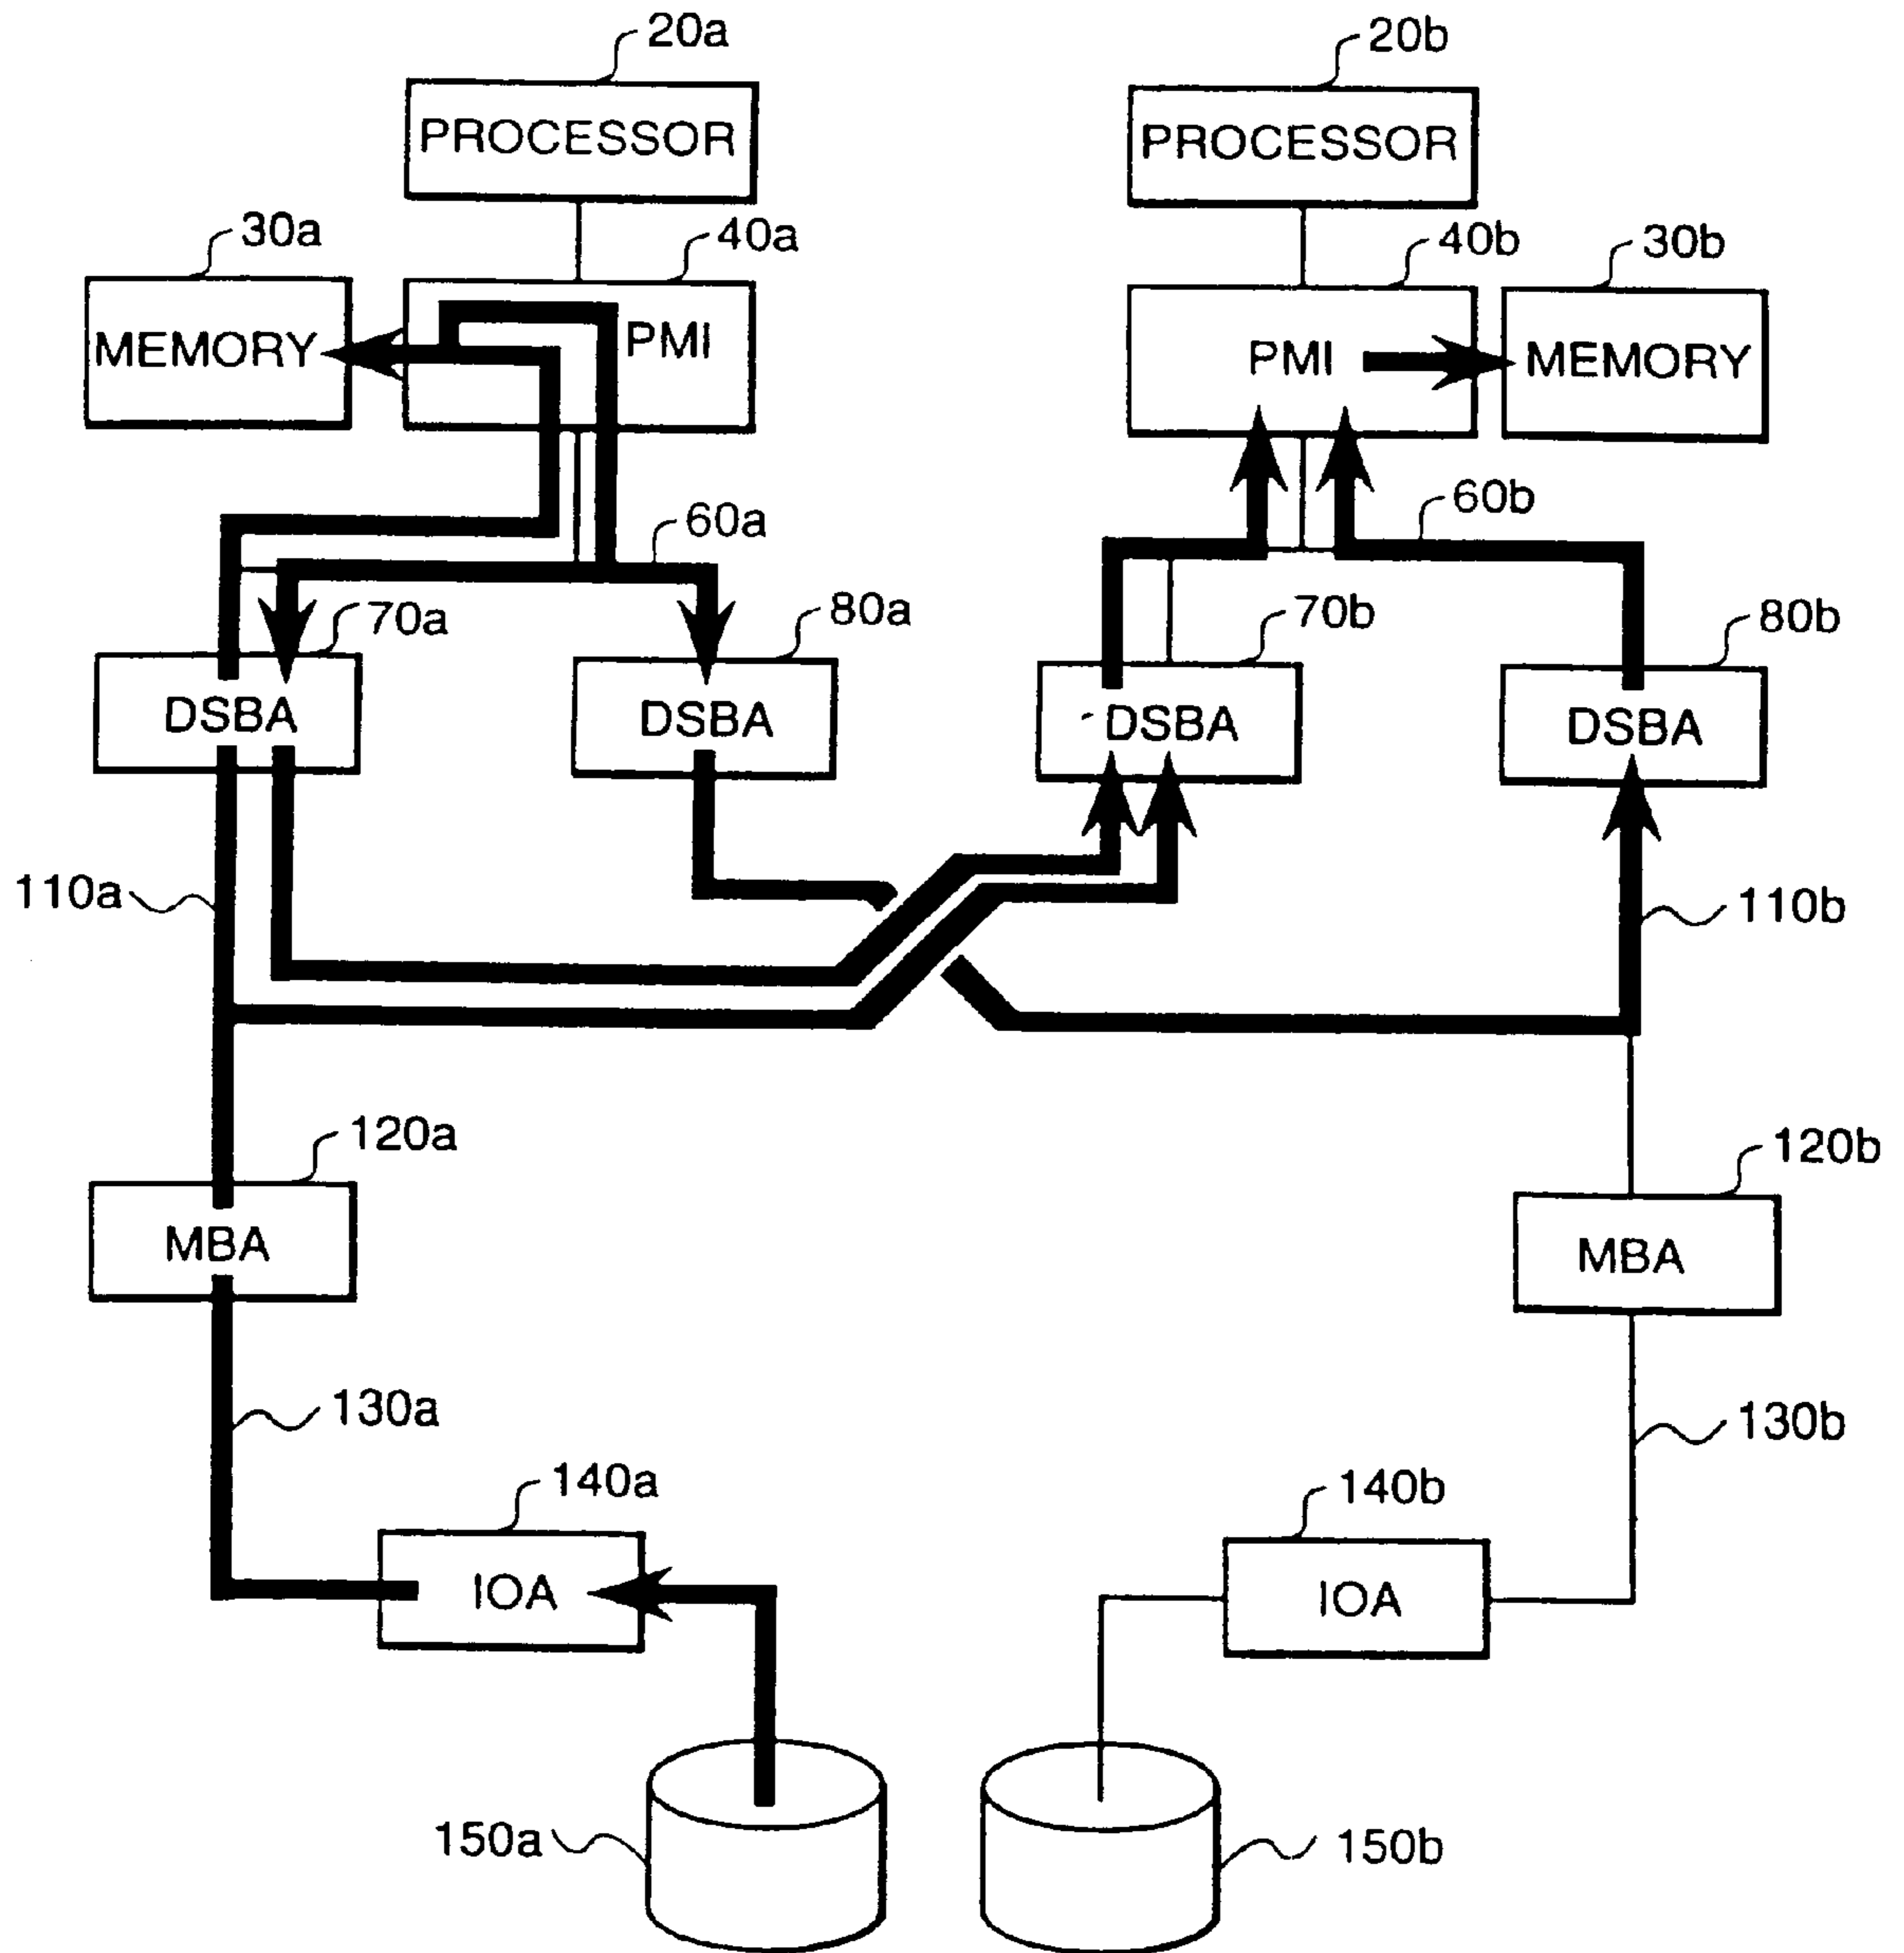 20a
20b
PROCESSOR
PROCESSOR
30a
40a
40b
30b
MEMORY
PMI
PMI
MEMORY
60a
60b
70a
80a
70b
80b
DSBA
DSBA
DSBA
DSBA
110a
110b
120a
120b
MBA
MBA
130a
130b
140a
140b
IOA
IOA
150a
150b